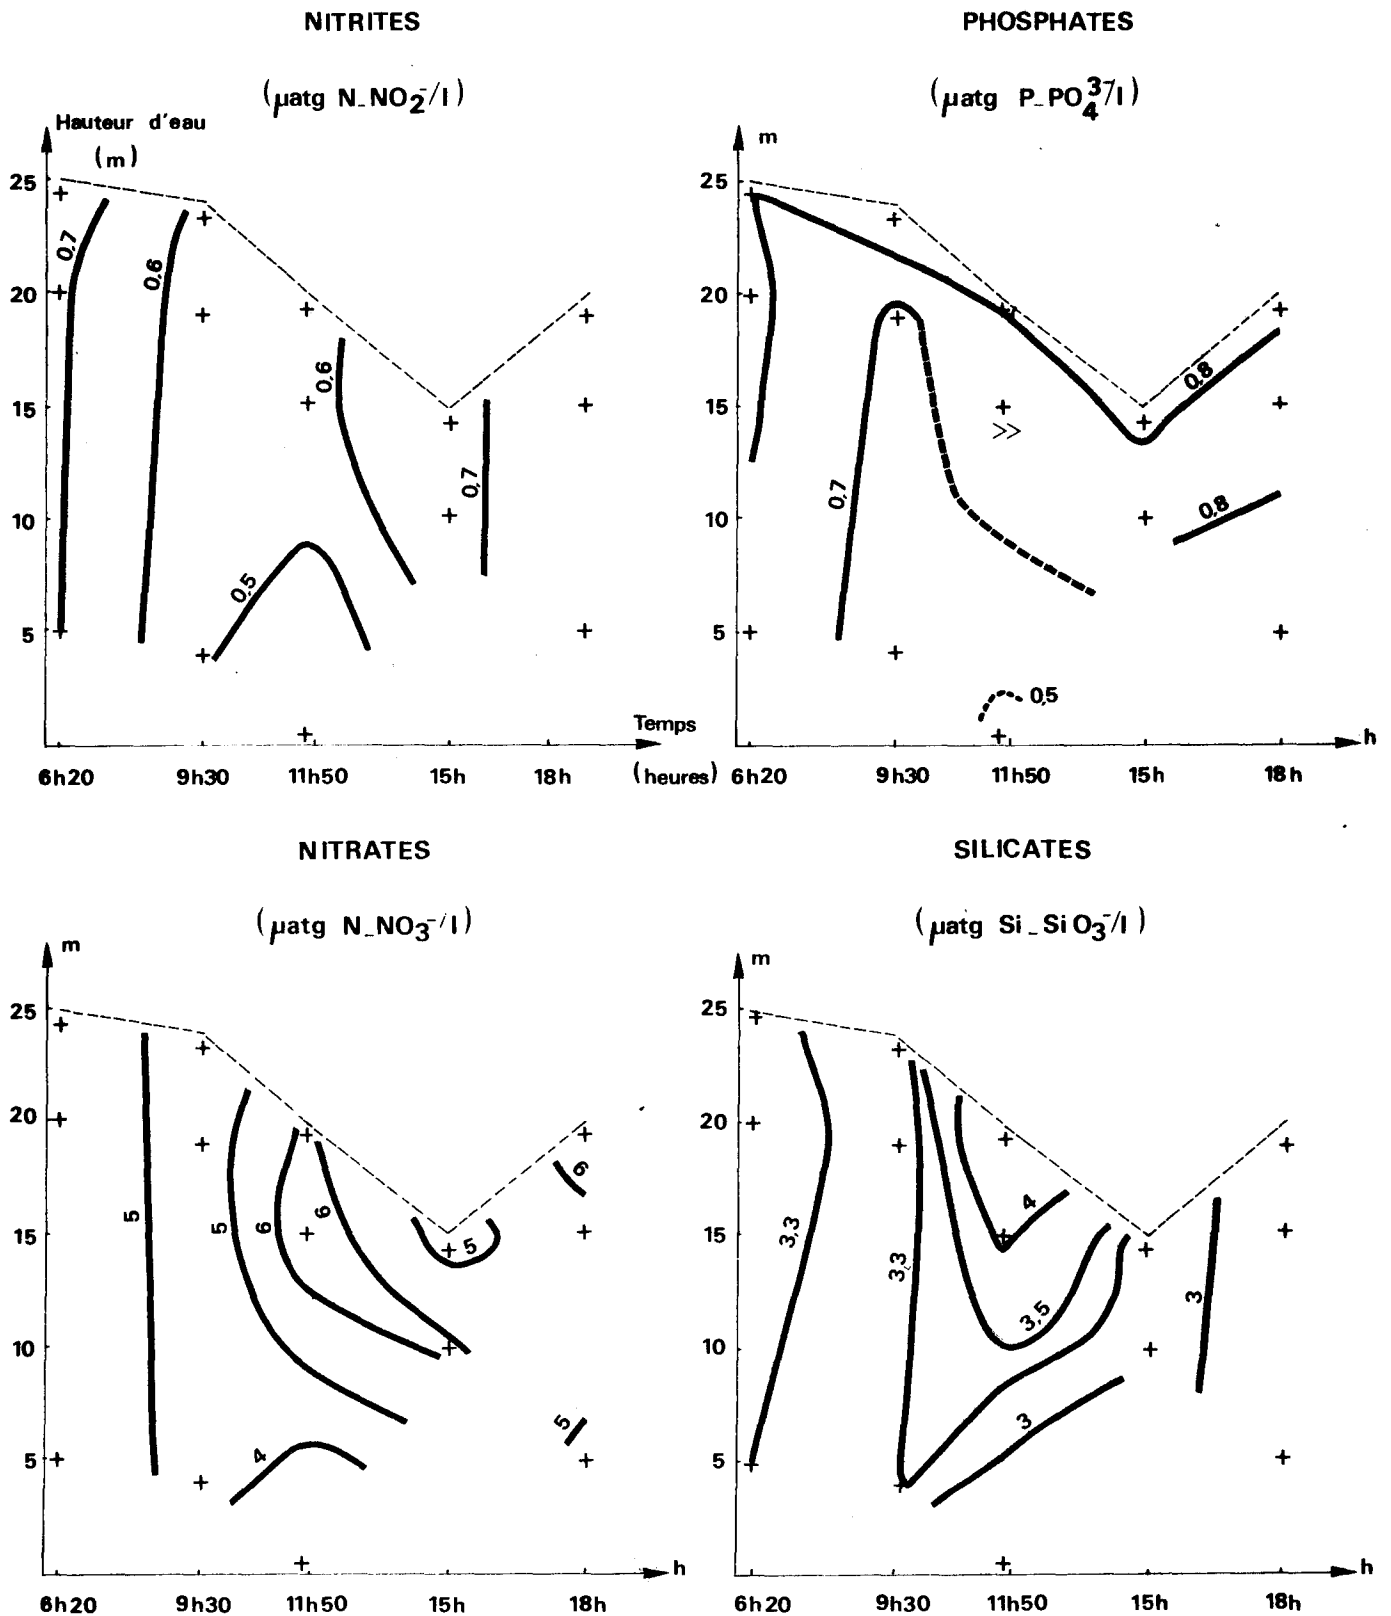 NITRITES
(µatg N_NO2-/l)
Hauteur d'eau
(m)
25
20
15
10
5
0,7
0,6
0,6
0,7
0,5
Temps
(heures)
6h20 9h30 11h50 15h 18h
PHOSPHATES
(µatg P_PO4 3-/l)
m
25
20
15
10
5
0,8
>>
0,7
0,8
0,5
h
6h20 9h30 11h50 15h 18h
NITRATES
(µatg N_NO3-/l)
m
25
20
15
10
5
5
5
6
6
5
6
4
5
h
6h20 9h30 11h50 15h 18h
SILICATES
(µatg Si_SiO3-/l)
m
25
20
15
10
5
3,3
3,3
4
3,5
3
3
h
6h20 9h30 11h50 15h 18h